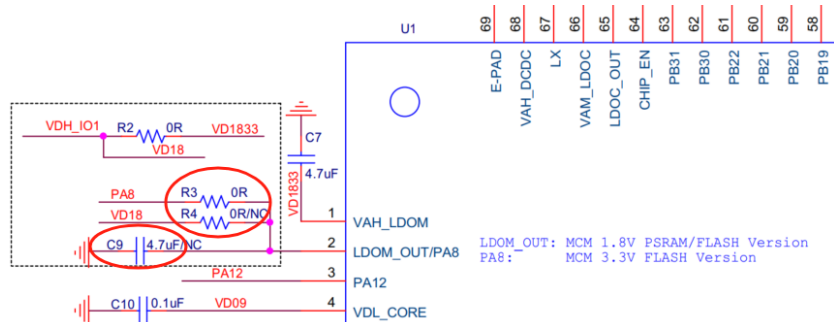 U1
69
68
67
66
65
64
63
62
61
60
59
58
E-PAD
VAH_DCDC
LX
VAM_LDOC
LDOC_OUT
CHIP_EN
PB31
PB30
PB22
PB21
PB20
PB19
VDH_IO1 R2 0R VD1833
VD18
C7
4.7uF
VD1833
PA8 R3 0R
VD18 R4 0R/NC
1 VAH_LDOM
C9 4.7uF/NC 2 LDOM_OUT/PA8
LDOM_OUT: MCM 1.8V PSRAM/FLASH Version
PA8: MCM 3.3V FLASH Version
PA12 3 PA12
C10 0.1uF VD09 4 VDL_CORE